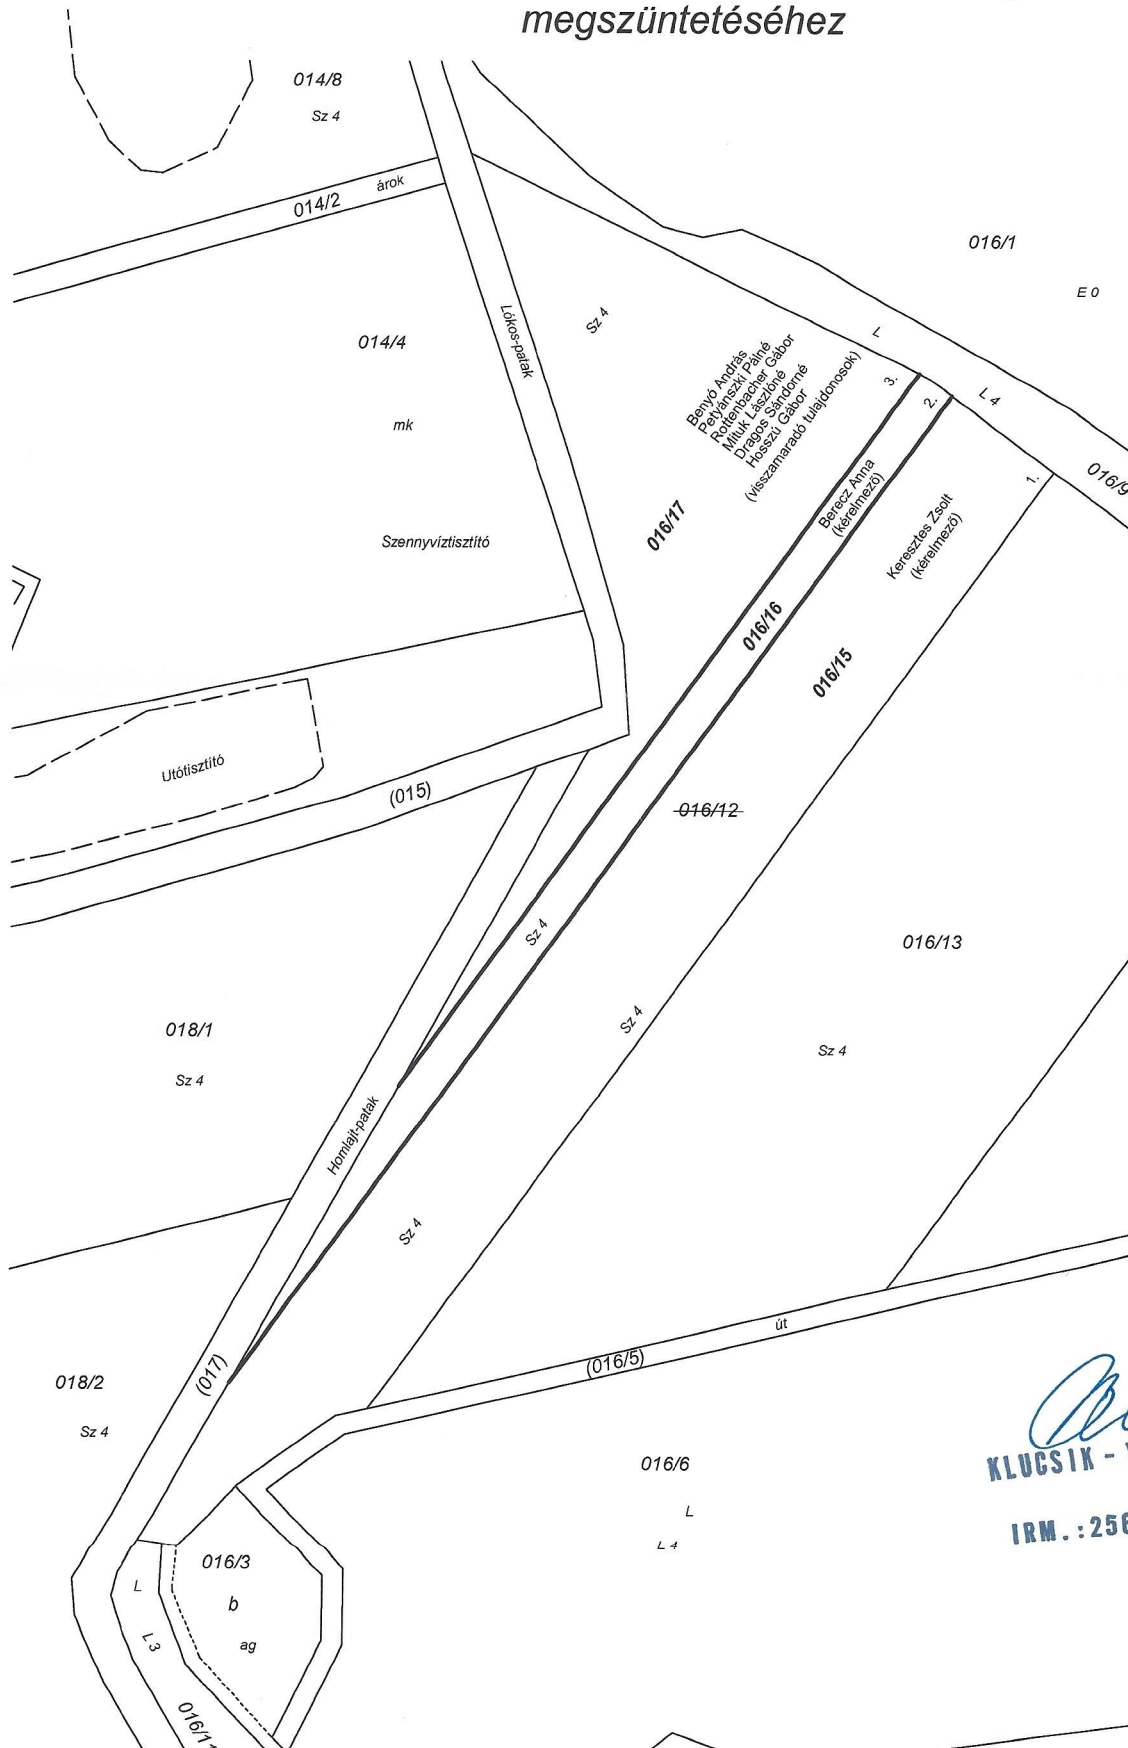 megszüntetéséhez
014/8
Sz 4
árok
014/2
016/1
E 0
Lókos-patak
Sz 4
014/4
mk
Szennyvíztisztító
L
L 4
016/9
Benyó András
Petyánszki Pálné
Rottenbacher Gábor
Mituk Lászlóné
Dragos Sándorné
Hosszú Gábor
(visszamaradó tulajdonosok)
3.
2.
1.
016/17
Berecz Anna
(kérelmező)
Keresztes Zsolt
(kérelmező)
016/16
016/15
Utótisztító
(015)
016/12
Sz 4
016/13
Sz 4
Sz 4
018/1
Sz 4
Homlajt-patak
Sz 4
út
(016/5)
(017)
018/2
Sz 4
016/6
L
L 4
KLUCSIK -
IRM.:256
016/3
b
ag
L
L 3
016/11